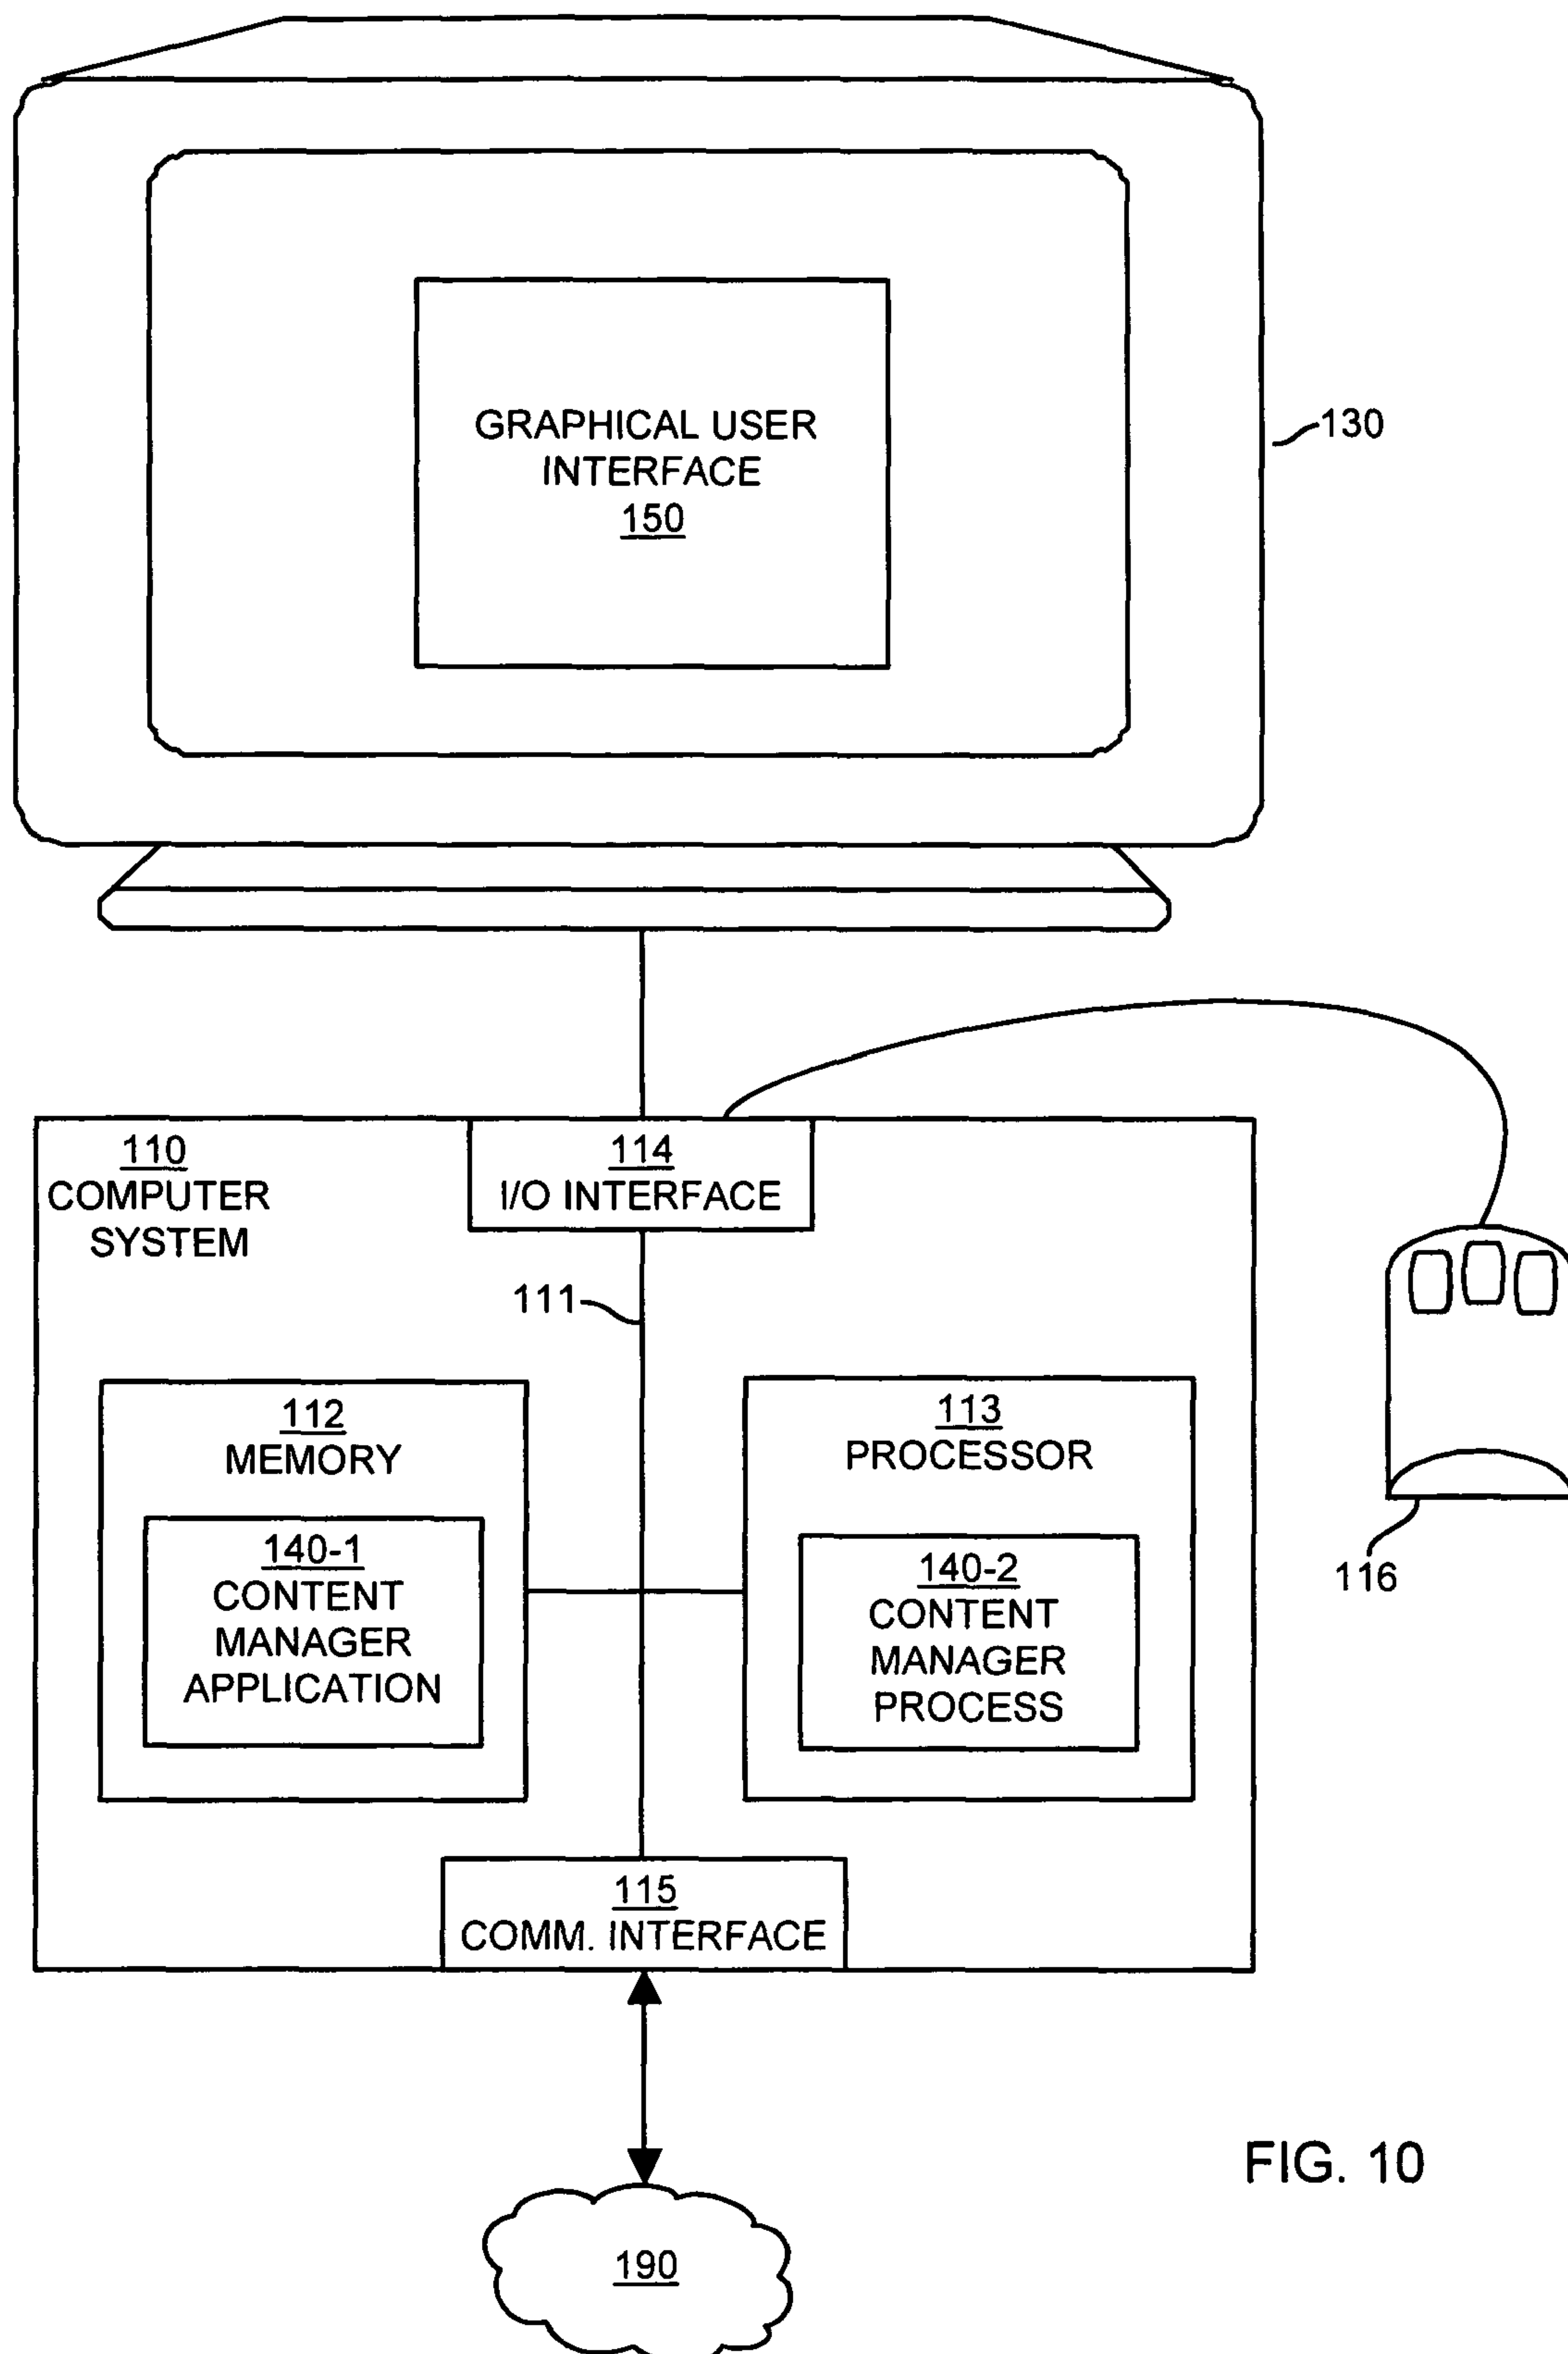 GRAPHICAL USER
INTERFACE
150
130
110
COMPUTER
SYSTEM
114
I/O INTERFACE
111
112
MEMORY
113
PROCESSOR
140-1
CONTENT
MANAGER
APPLICATION
140-2
CONTENT
MANAGER
PROCESS
116
115
COMM. INTERFACE
FIG. 10
190